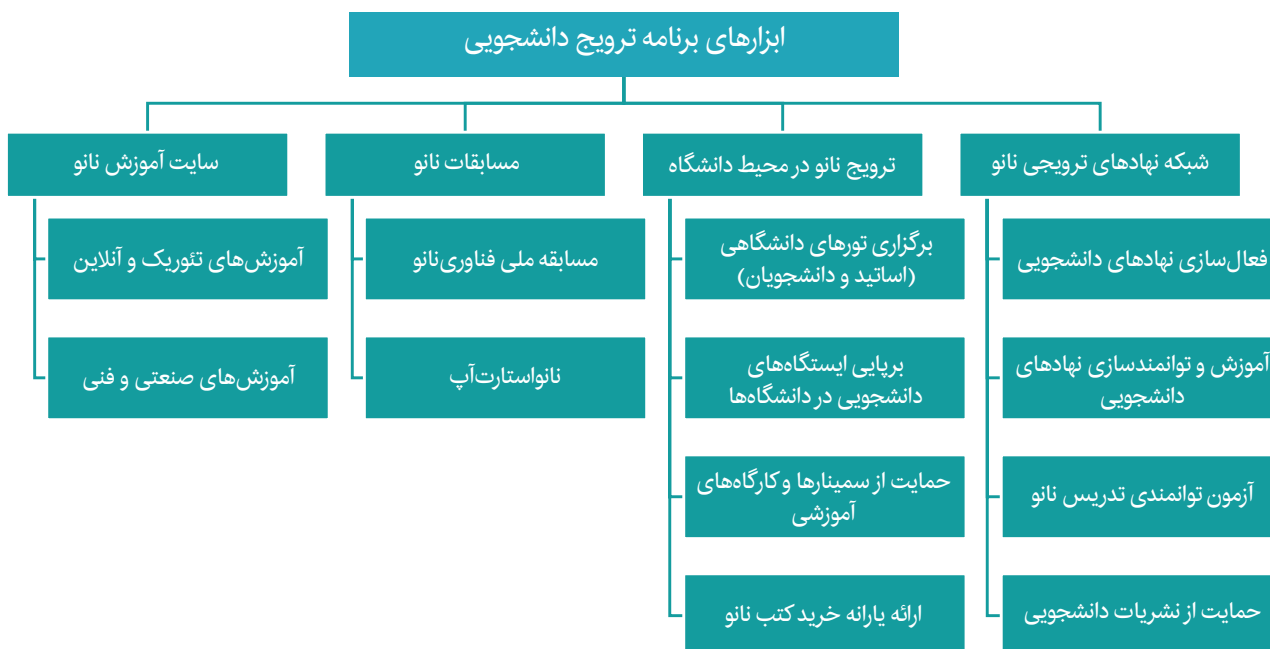 ابزارهای برنامه ترویج دانشجویی
شبکه نهادهای ترویجی نانو
فعال‌سازی نهادهای دانشجویی
آموزش و توانمندسازی نهادهای
دانشجویی
آزمون توانمندی تدریس نانو
حمایت از نشریات دانشجویی
ترویج نانو در محیط دانشگاه
برگزاری تورهای دانشگاهی
(اساتید و دانشجویان)
برپایی ایستگاه‌های
دانشجویی در دانشگاه‌ها
حمایت از سمینارها و کارگاه‌های
آموزشی
ارائه یارانه خرید کتب نانو
مسابقات نانو
مسابقه ملی فناوری‌نانو
نانواستارت‌آپ
سایت آموزش نانو
آموزش‌های تئوریک و آنلاین
آموزش‌های صنعتی و فنی